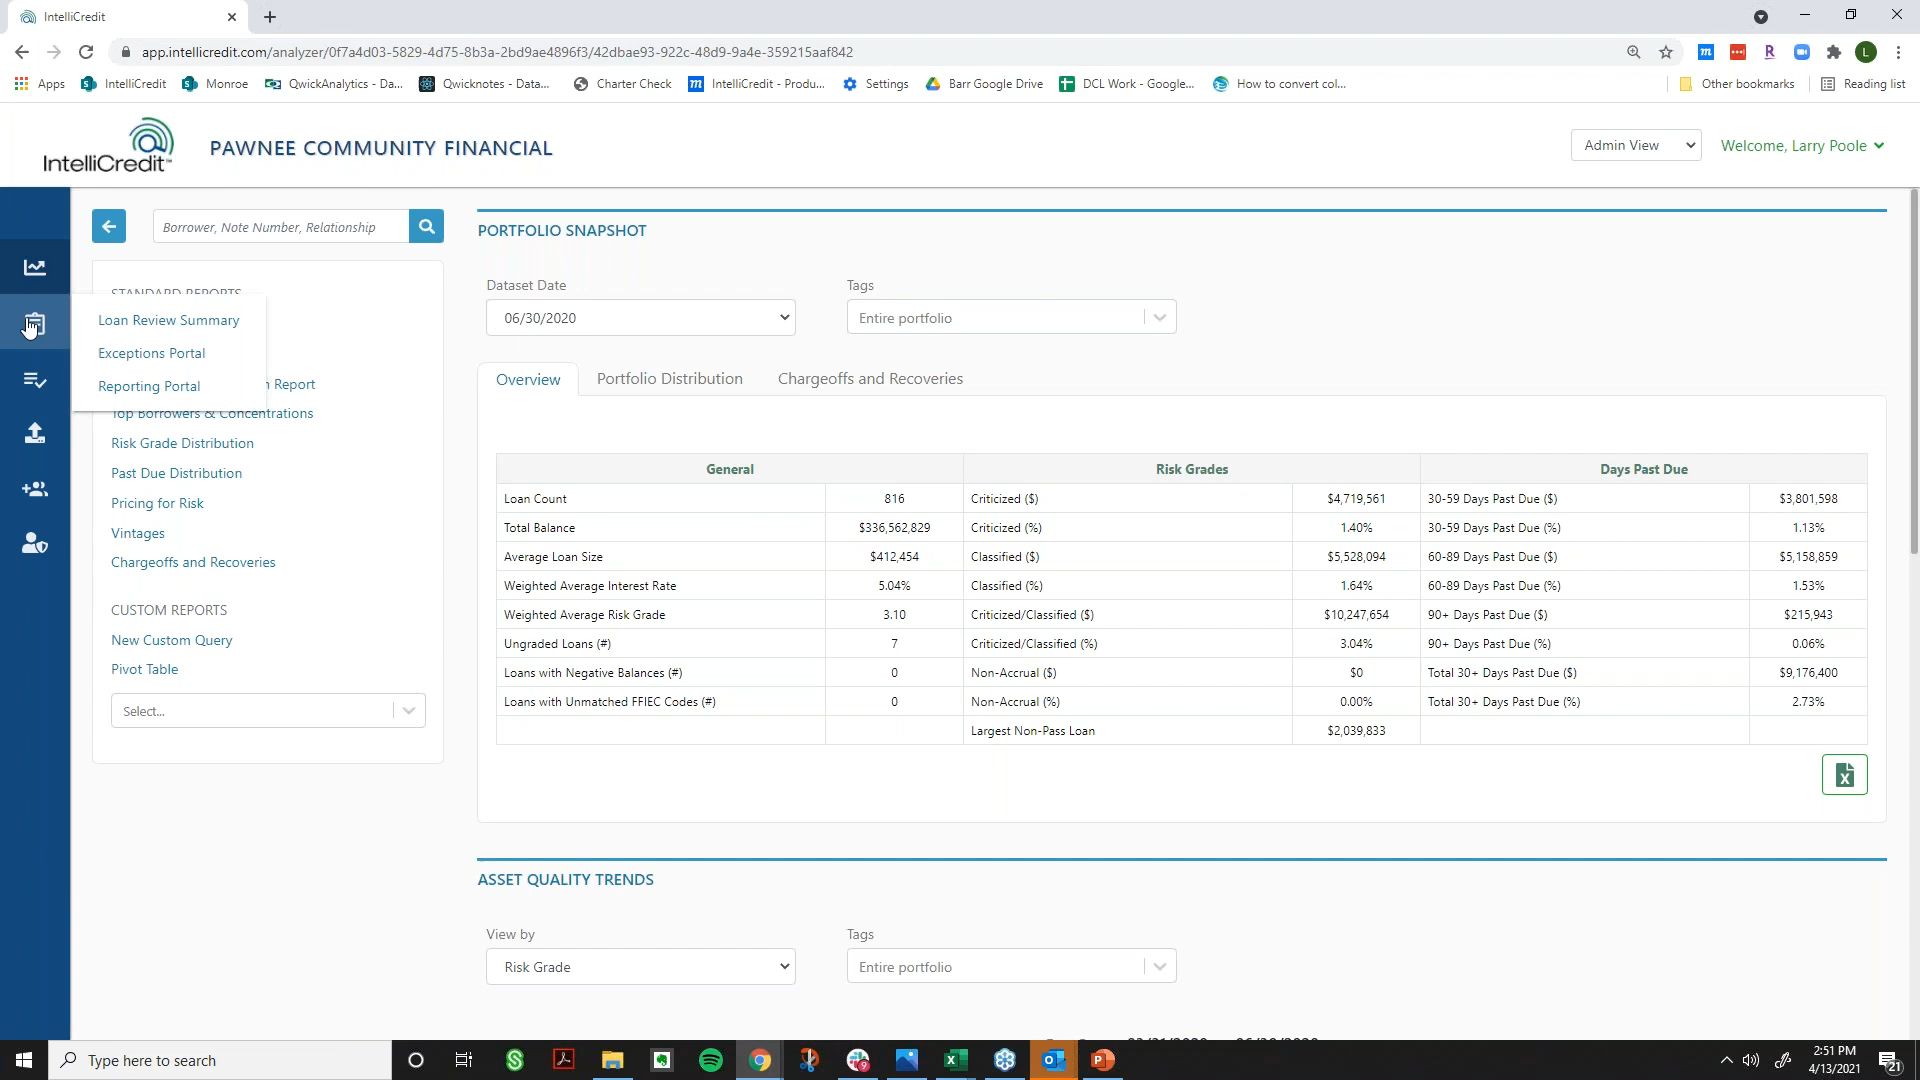 IntelliCredit
app.intellicredit.com/analyzer/0f7a4d03-5829-4d75-8b3a-2bd9ae4896f3/42dbae93-922c-48d9-9a4e-359215aaf842
Apps IntelliCredit Monroe QwickAnalytics - Da... Qwicknotes - Data... Charter Check IntelliCredit - Produ... Settings Barr Google Drive DCL Work - Google... How to convert col... Other bookmarks Reading list
IntelliCredit™ PAWNEE COMMUNITY FINANCIAL Admin View Welcome, Larry Poole
Borrower, Note Number, Relationship
STANDARD REPORTS
Loan Review Summary
Exceptions Portal
Reporting Portal
Report
Top Borrowers & Concentrations
Risk Grade Distribution
Past Due Distribution
Pricing for Risk
Vintages
Chargeoffs and Recoveries
CUSTOM REPORTS
New Custom Query
Pivot Table
Select...
PORTFOLIO SNAPSHOT
Dataset Date Tags
06/30/2020 Entire portfolio
Overview Portfolio Distribution Chargeoffs and Recoveries
General Risk Grades Days Past Due
Loan Count 816 Criticized ($) $4,719,561 30-59 Days Past Due ($) $3,801,598
Total Balance $336,562,829 Criticized (%) 1.40% 30-59 Days Past Due (%) 1.13%
Average Loan Size $412,454 Classified ($) $5,528,094 60-89 Days Past Due ($) $5,158,859
Weighted Average Interest Rate 5.04% Classified (%) 1.64% 60-89 Days Past Due (%) 1.53%
Weighted Average Risk Grade 3.10 Criticized/Classified ($) $10,247,654 90+ Days Past Due ($) $215,943
Ungraded Loans (#) 7 Criticized/Classified (%) 3.04% 90+ Days Past Due (%) 0.06%
Loans with Negative Balances (#) 0 Non-Accrual ($) $0 Total 30+ Days Past Due ($) $9,176,400
Loans with Unmatched FFIEC Codes (#) 0 Non-Accrual (%) 0.00% Total 30+ Days Past Due (%) 2.73%
Largest Non-Pass Loan $2,039,833
ASSET QUALITY TRENDS
View by Tags
Risk Grade Entire portfolio
Type here to search
2:51 PM
4/13/2021
21